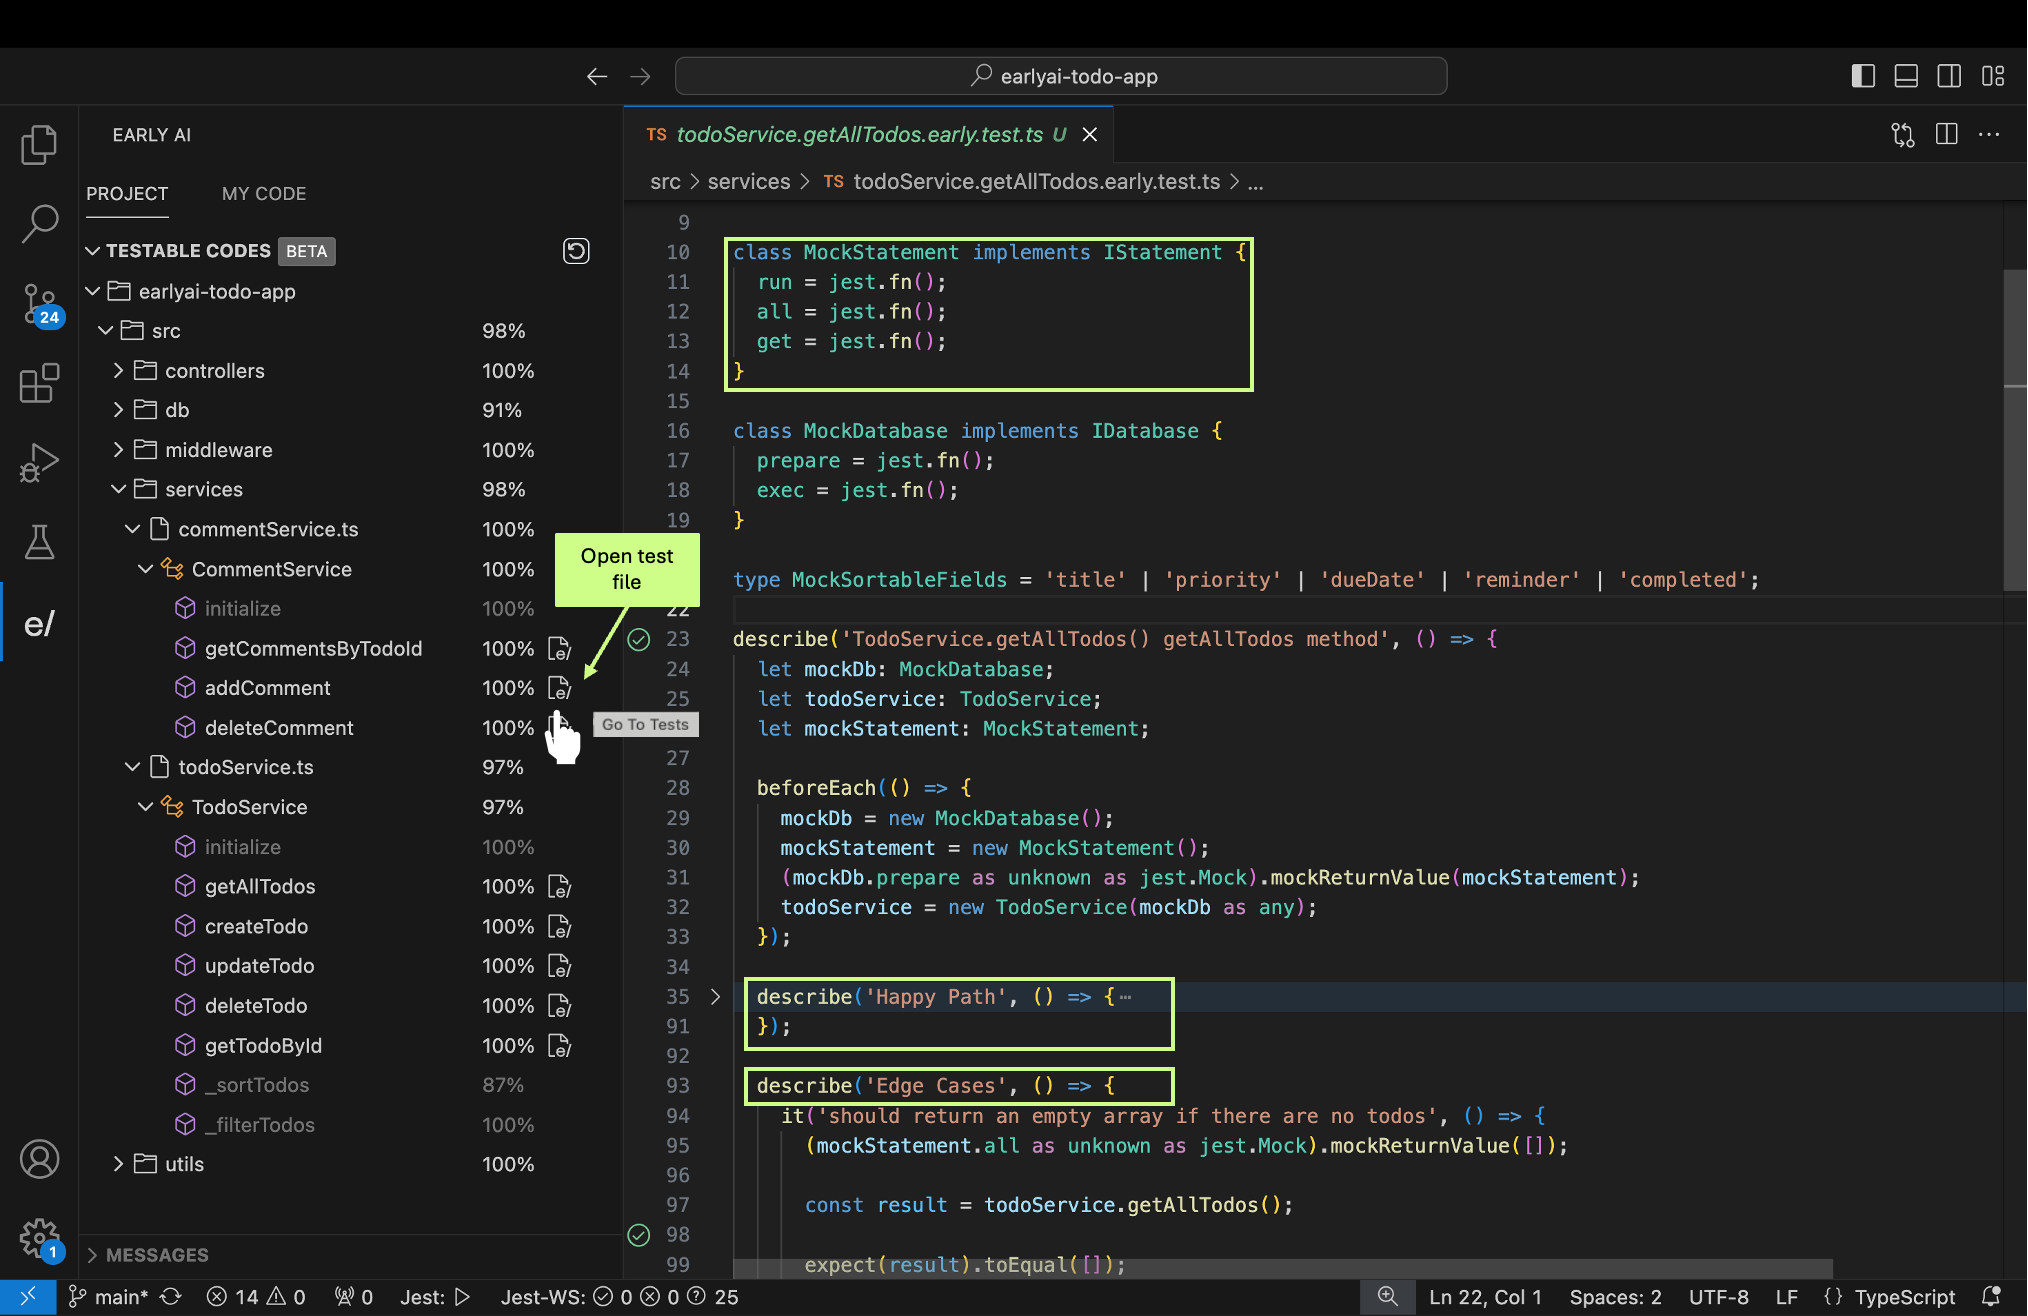 earlyai-todo-app
EARLY AI
PROJECT MY CODE
TESTABLE CODES BETA
earlyai-todo-app
src 98%
controllers 100%
db 91%
middleware 100%
services 98%
commentService.ts 100%
CommentService 100%
initialize 100%
getCommentsByTodoId 100%
addComment 100%
deleteComment 100%
todoService.ts 97%
TodoService 97%
initialize 100%
getAllTodos 100%
createTodo 100%
updateTodo 100%
deleteTodo 100%
getTodoById 100%
_sortTodos 87%
_filterTodos 100%
utils 100%
MESSAGES
24
e/
1
Open test
file
Go To Tests
TS todoService.getAllTodos.early.test.ts U
src > services > TS todoService.getAllTodos.early.test.ts > ...
9
10 class MockStatement implements IStatement {
11 run = jest.fn();
12 all = jest.fn();
13 get = jest.fn();
14 }
15
16 class MockDatabase implements IDatabase {
17 prepare = jest.fn();
18 exec = jest.fn();
19 }
type MockSortableFields = 'title' | 'priority' | 'dueDate' | 'reminder' | 'completed';
22
23 describe('TodoService.getAllTodos() getAllTodos method', () => {
24 let mockDb: MockDatabase;
25 let todoService: TodoService;
let mockStatement: MockStatement;
27
28 beforeEach(() => {
29 mockDb = new MockDatabase();
30 mockStatement = new MockStatement();
31 (mockDb.prepare as unknown as jest.Mock).mockReturnValue(mockStatement);
32 todoService = new TodoService(mockDb as any);
33 });
34
35 describe('Happy Path', () => {⋯
91 });
92
93 describe('Edge Cases', () => {
94 it('should return an empty array if there are no todos', () => {
95 (mockStatement.all as unknown as jest.Mock).mockReturnValue([]);
96
97 const result = todoService.getAllTodos();
98
99 expect(result).toEqual([]);
main* 14 0 0 Jest: Jest-WS: 0 0 25 Ln 22, Col 1 Spaces: 2 UTF-8 LF {} TypeScript